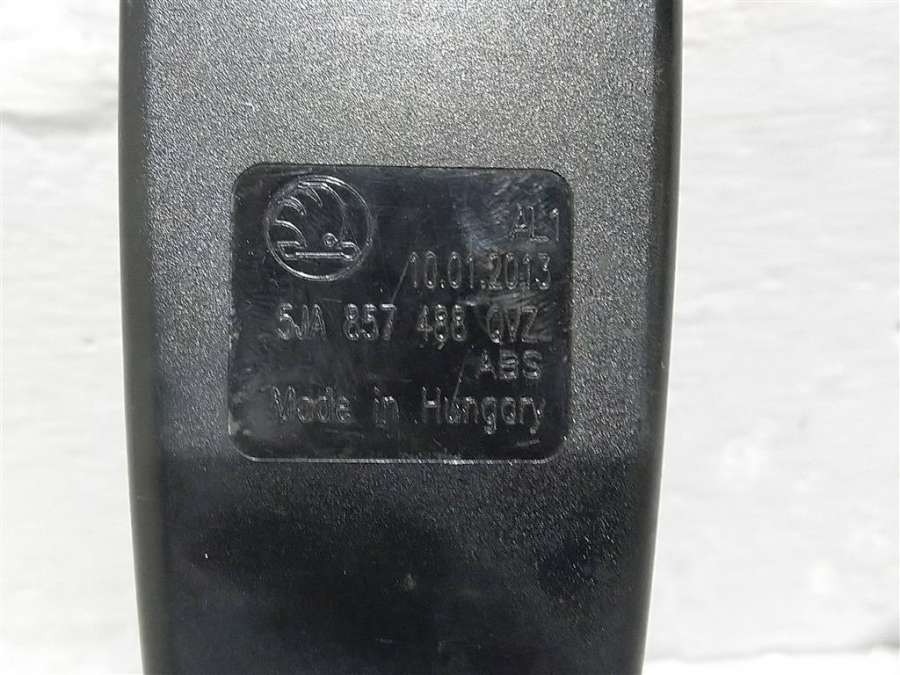 AL1
10.01.2013
5JA 857 488 QVZ
ABS
Made in Hungary